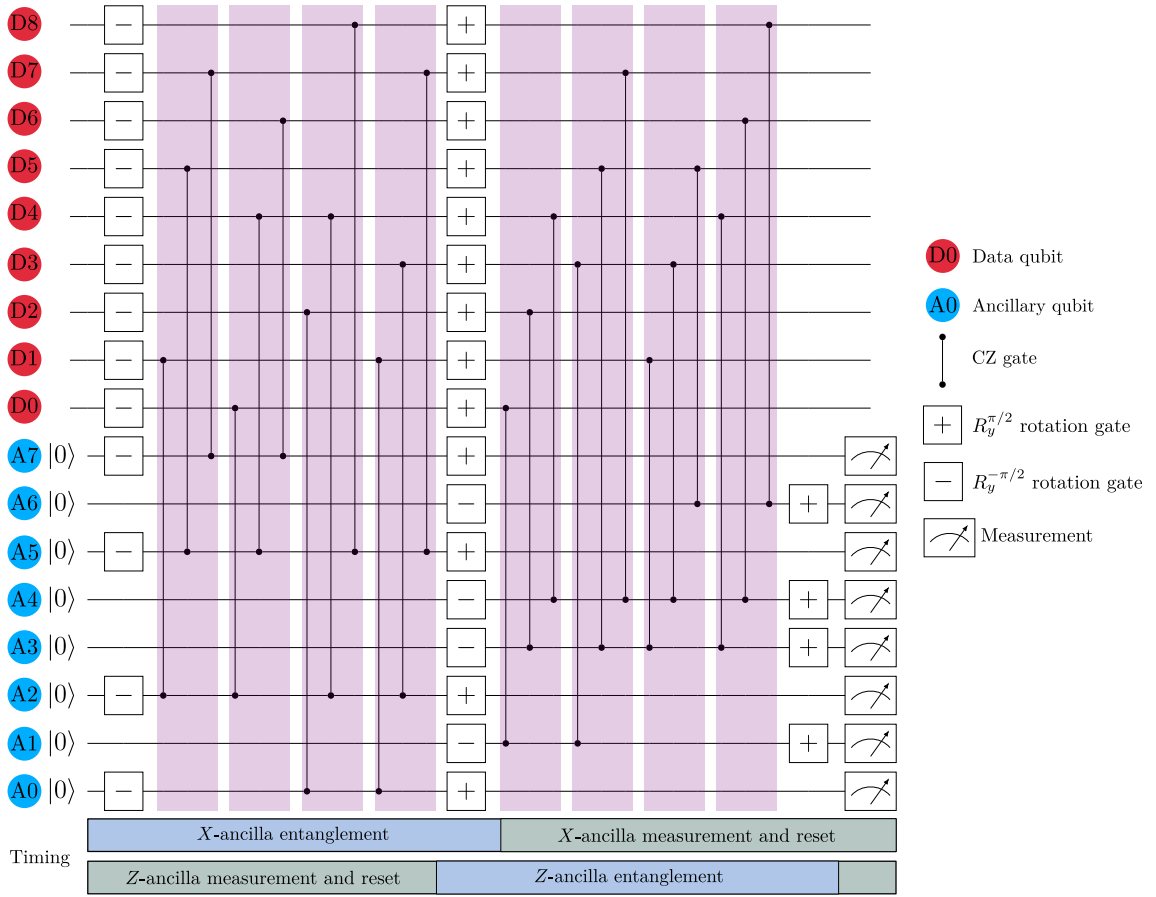 D8
D7
D6
D5
D4
D3
D2
D1
D0
A7 |0⟩
A6 |0⟩
A5 |0⟩
A4 |0⟩
A3 |0⟩
A2 |0⟩
A1 |0⟩
A0 |0⟩
Timing
X-ancilla entanglement
X-ancilla measurement and reset
Z-ancilla measurement and reset
Z-ancilla entanglement
D0 Data qubit
A0 Ancillary qubit
CZ gate
+ R_y^{π/2} rotation gate
− R_y^{−π/2} rotation gate
Measurement